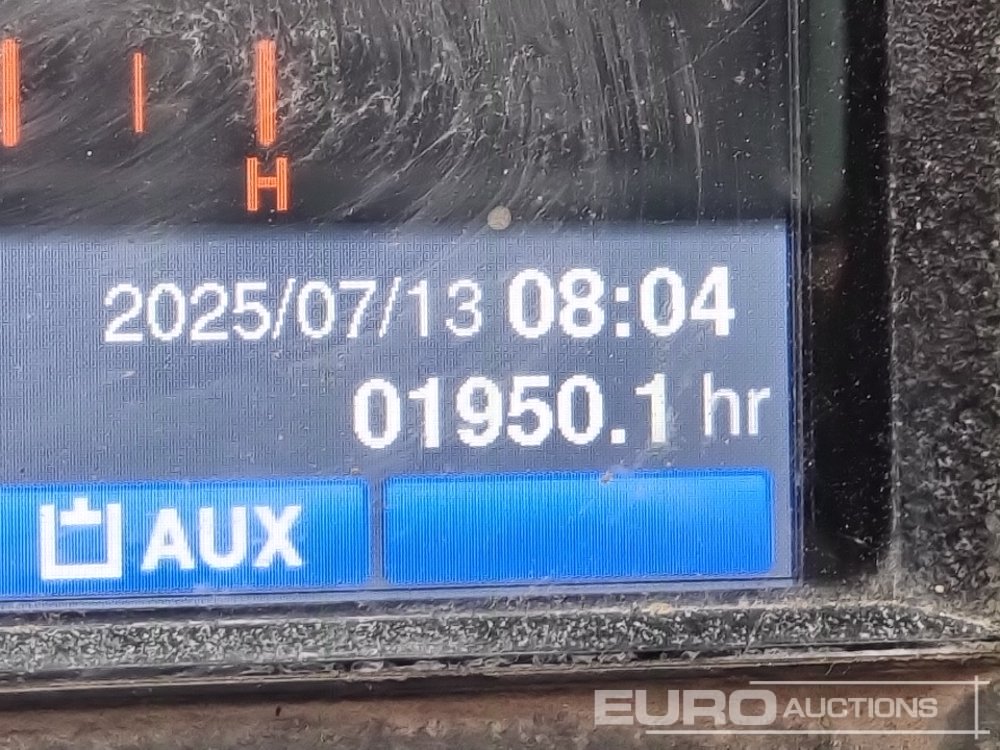 H
2025/07/13 08:04
01950.1 hr
AUX
EURO AUCTIONS